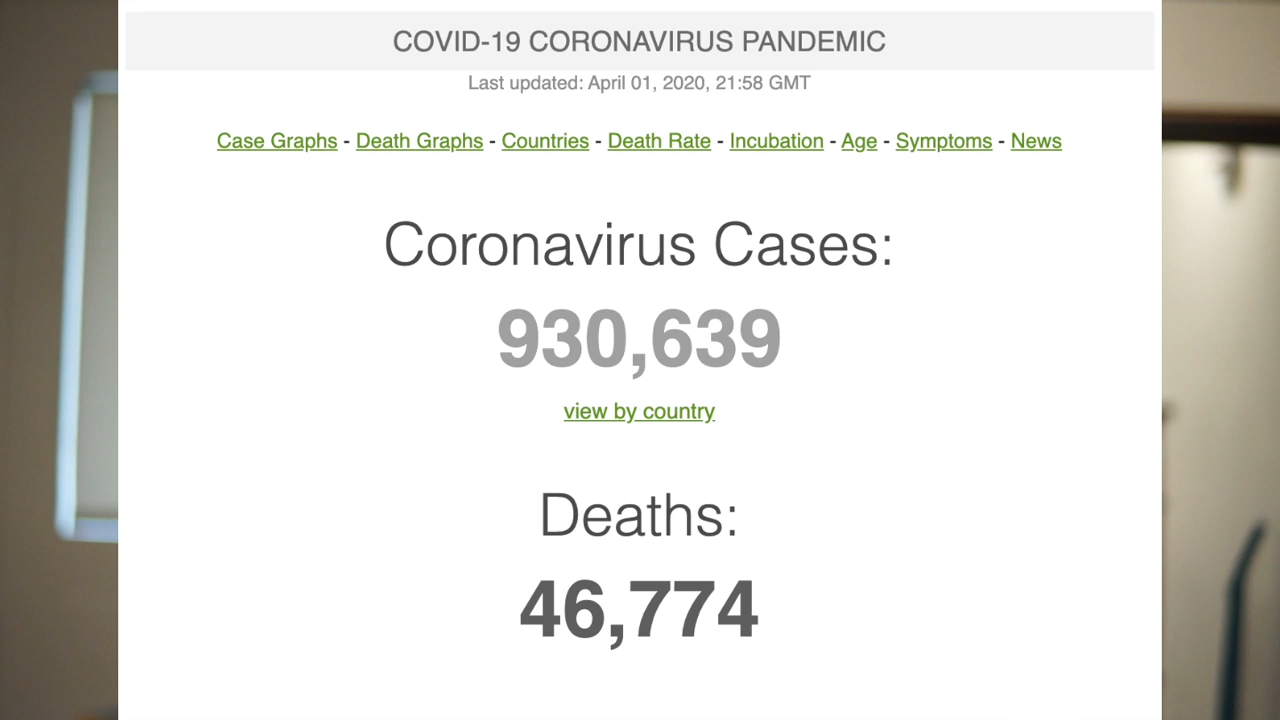 COVID-19 CORONAVIRUS PANDEMIC
Last updated: April 01, 2020, 21:58 GMT
Case Graphs - Death Graphs - Countries - Death Rate - Incubation - Age - Symptoms - News
Coronavirus Cases:
930,639
view by country
Deaths:
46,774